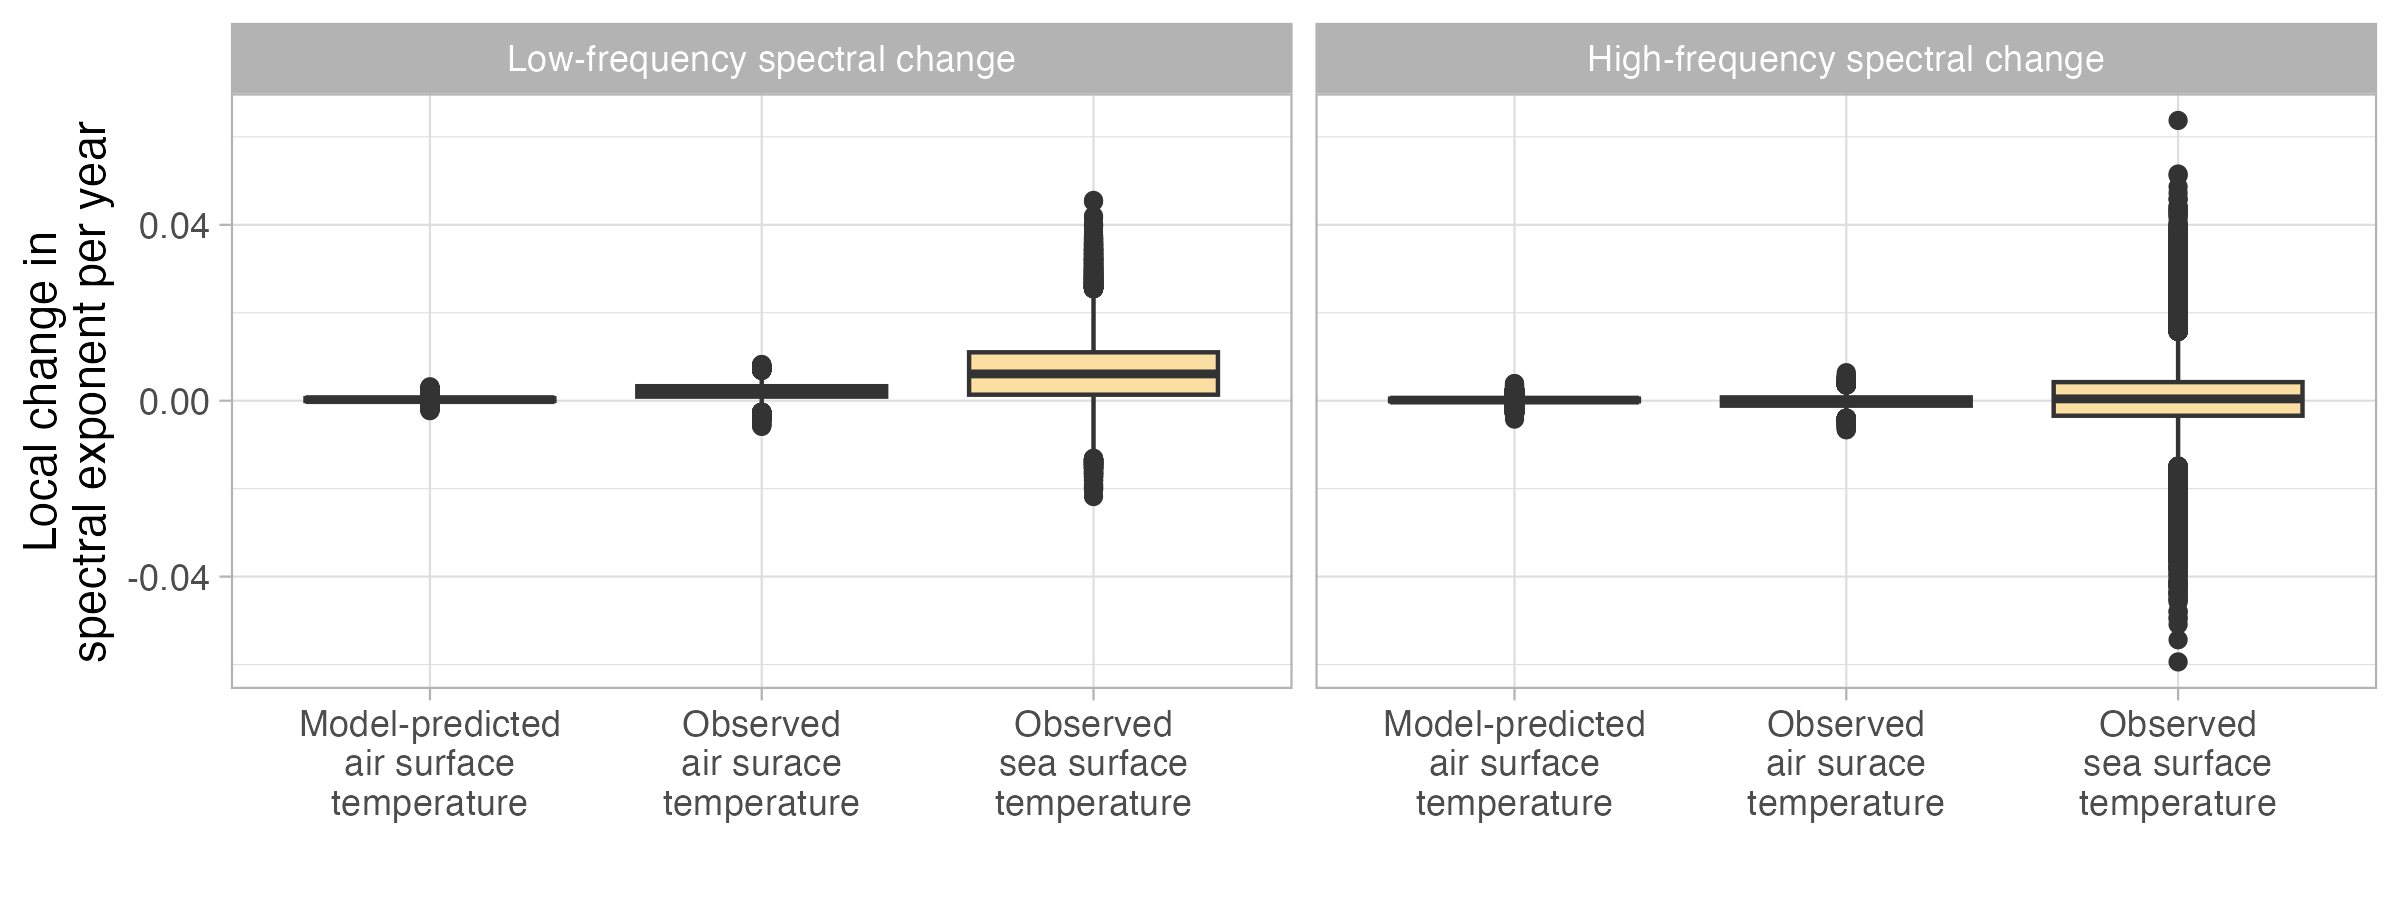 Low-frequency spectral change
High-frequency spectral change
Local change in
spectral exponent per year
0.04
0.00
-0.04
Model-predicted
air surface
temperature
Observed
air surace
temperature
Observed
sea surface
temperature
Model-predicted
air surface
temperature
Observed
air surace
temperature
Observed
sea surface
temperature